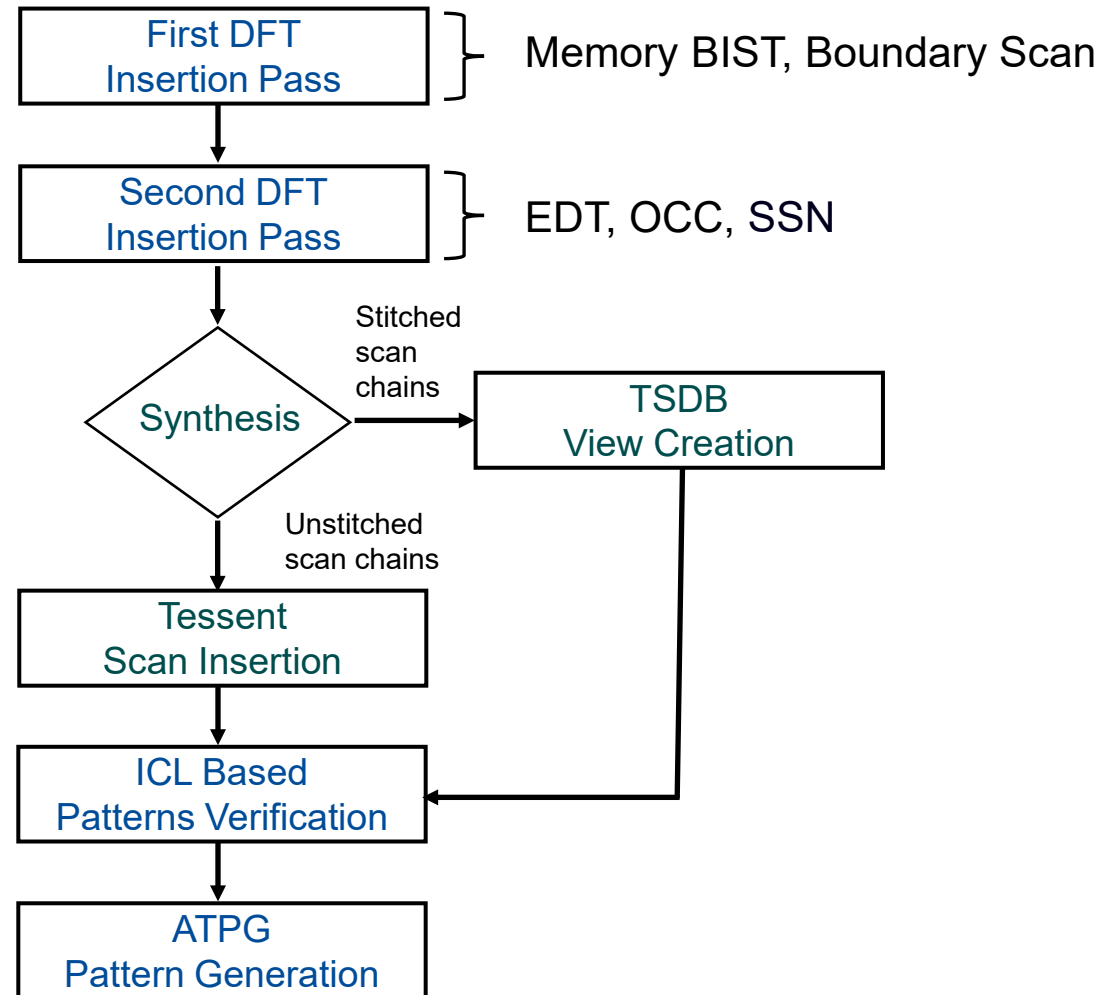 First DFT
Insertion Pass
Memory BIST, Boundary Scan
Second DFT
Insertion Pass
EDT, OCC, SSN
Stitched
scan
chains
Synthesis
TSDB
View Creation
Unstitched
scan chains
Tessent
Scan Insertion
ICL Based
Patterns Verification
ATPG
Pattern Generation